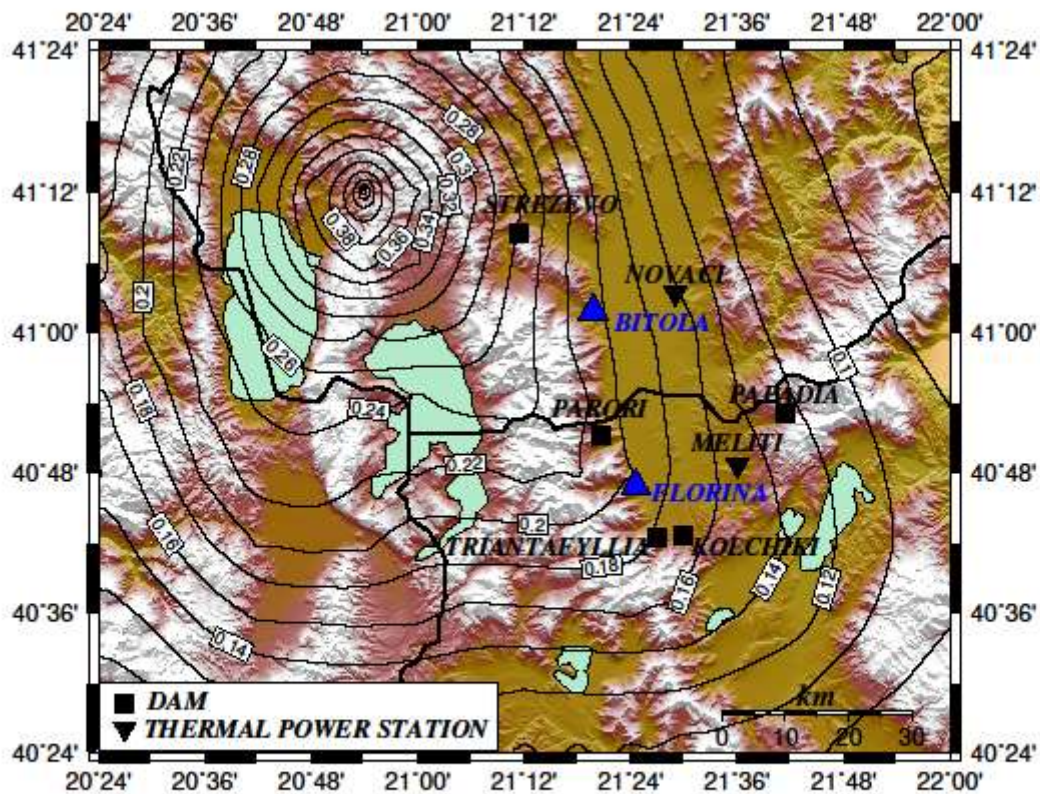 20˚24' 20˚36' 20˚48' 21˚00' 21˚12' 21˚24' 21˚36' 21˚48' 22˚00'
41˚24' 41˚24'
0.28
0.22
0.28
0.3
0.32
41˚12' 41˚12'
STREZEVO
0.38 0.36 0.34
NOVACI
0.2
BITOLA
41˚00' 41˚00'
0.26
0.11
0.18
0.24
PARORI
PAPADIA
MELITI
0.22
40˚48' 40˚48'
FLORINA
0.2
0.16
TRIANTAFYLLIA KOLCHIKI
0.18
0.16
0.14
0.12
40˚36' 40˚36'
0.14
DAM
THERMAL POWER STATION
km
0 10 20 30
40˚24' 40˚24'
20˚24' 20˚36' 20˚48' 21˚00' 21˚12' 21˚24' 21˚36' 21˚48' 22˚00'